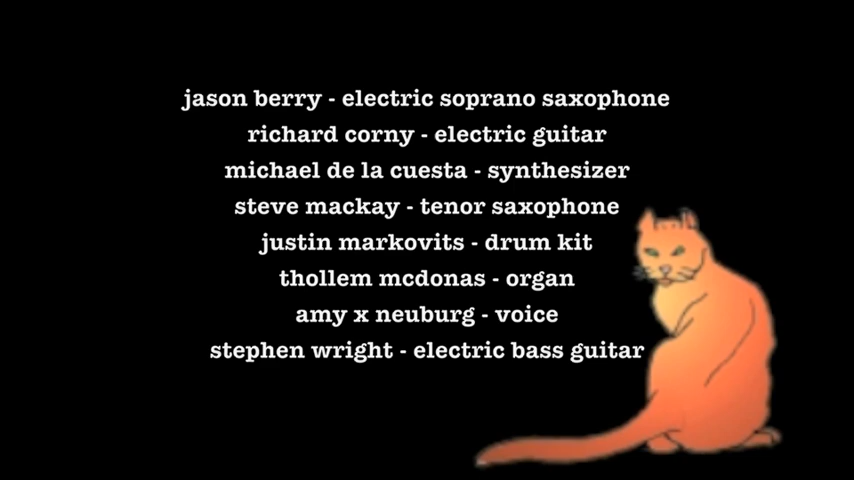 jason berry - electric soprano saxophone
richard corny - electric guitar
michael de la cuesta - synthesizer
steve mackay - tenor saxophone
justin markovits - drum kit
thollem mcdonas - organ
amy x neuburg - voice
stephen wright - electric bass guitar